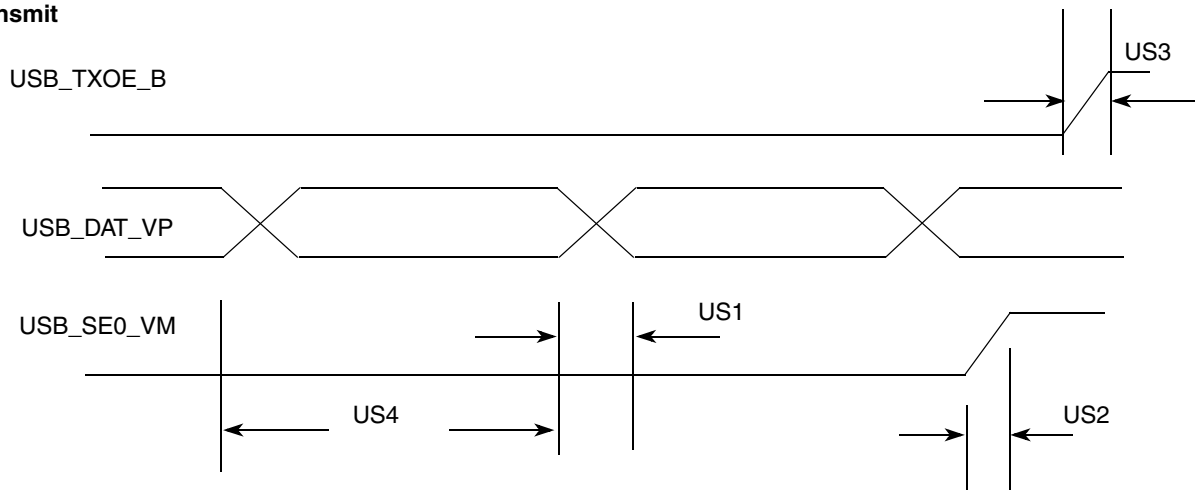 nsmit
US3
USB_TXOE_B
USB_DAT_VP
US1
USB_SE0_VM
US4
US2